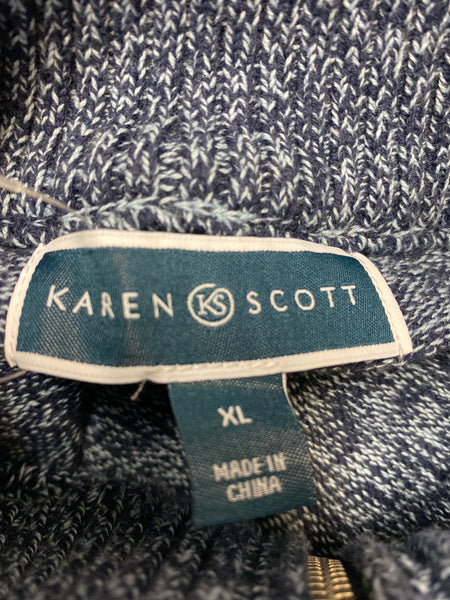 KAREN KS SCOTT
XL
MADE IN
CHINA